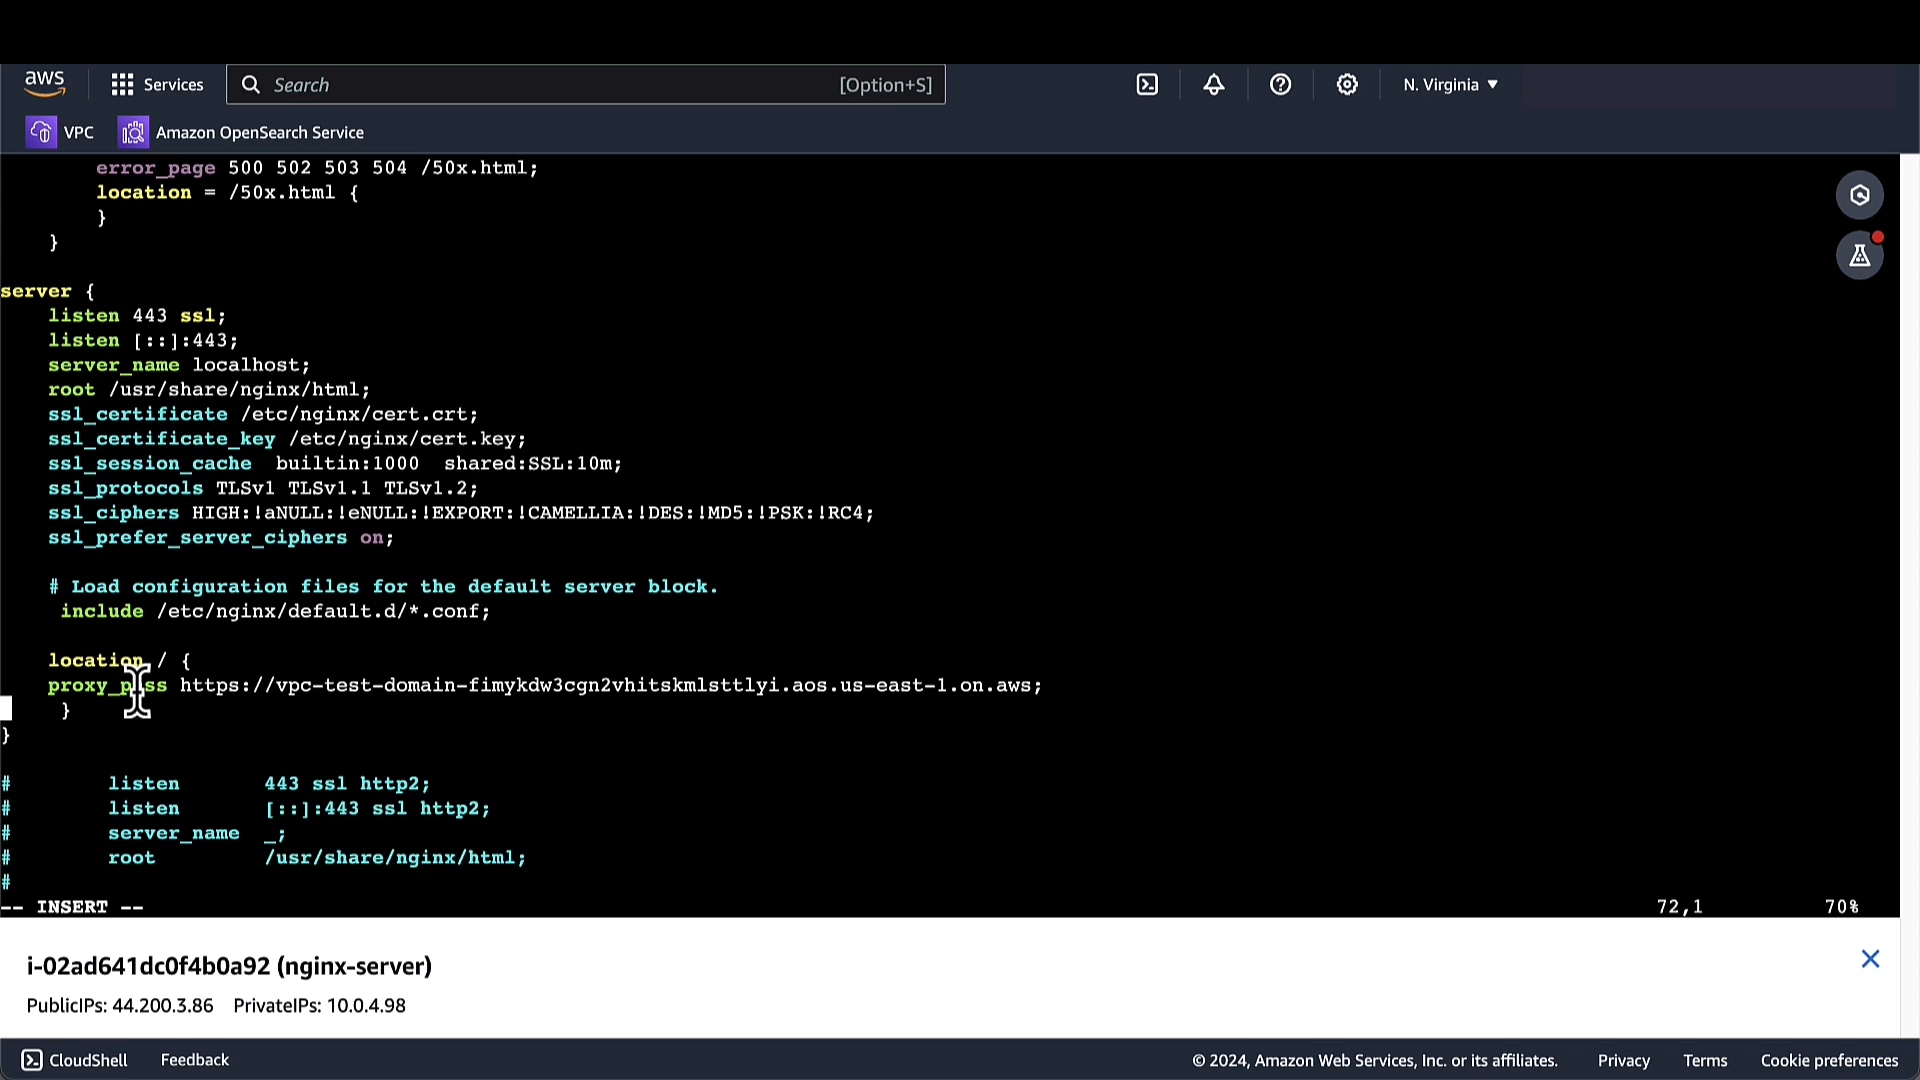 aws
Services
Search
[Option+S]
N. Virginia ▼
VPC
Amazon OpenSearch Service
error_page 500 502 503 504 /50x.html;
location = /50x.html {
}
}
server {
listen 443 ssl;
listen [::]:443;
server_name localhost;
root /usr/share/nginx/html;
ssl_certificate /etc/nginx/cert.crt;
ssl_certificate_key /etc/nginx/cert.key;
ssl_session_cache  builtin:1000  shared:SSL:10m;
ssl_protocols TLSv1 TLSv1.1 TLSv1.2;
ssl_ciphers HIGH:!aNULL:!eNULL:!EXPORT:!CAMELLIA:!DES:!MD5:!PSK:!RC4;
ssl_prefer_server_ciphers on;
# Load configuration files for the default server block.
include /etc/nginx/default.d/*.conf;
location / {
proxy_pass https://vpc-test-domain-fimykdw3cgn2vhitskmlsttlyi.aos.us-east-1.on.aws;
}
}
#        listen       443 ssl http2;
#        listen       [::]:443 ssl http2;
#        server_name  _;
#        root         /usr/share/nginx/html;
#
-- INSERT --
72,1
70%
i-02ad641dc0f4b0a92 (nginx-server)
PublicIPs: 44.200.3.86    PrivateIPs: 10.0.4.98
CloudShell
Feedback
© 2024, Amazon Web Services, Inc. or its affiliates.
Privacy
Terms
Cookie preferences